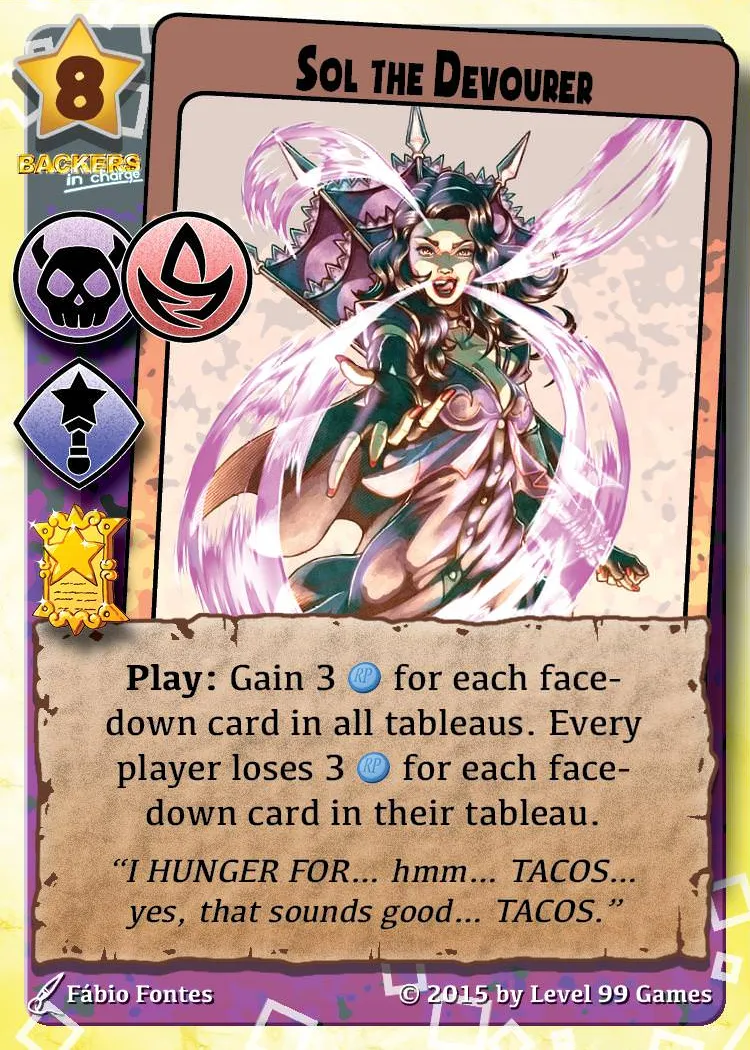 8
SOL THE DEVOURER
BACKERS
in charge
Play: Gain 3 RP for each face-
down card in all tableaus. Every
player loses 3 RP for each face-
down card in their tableau.
“I HUNGER FOR... hmm... TACOS...
yes, that sounds good... TACOS.”
Fábio Fontes
© 2015 by Level 99 Games